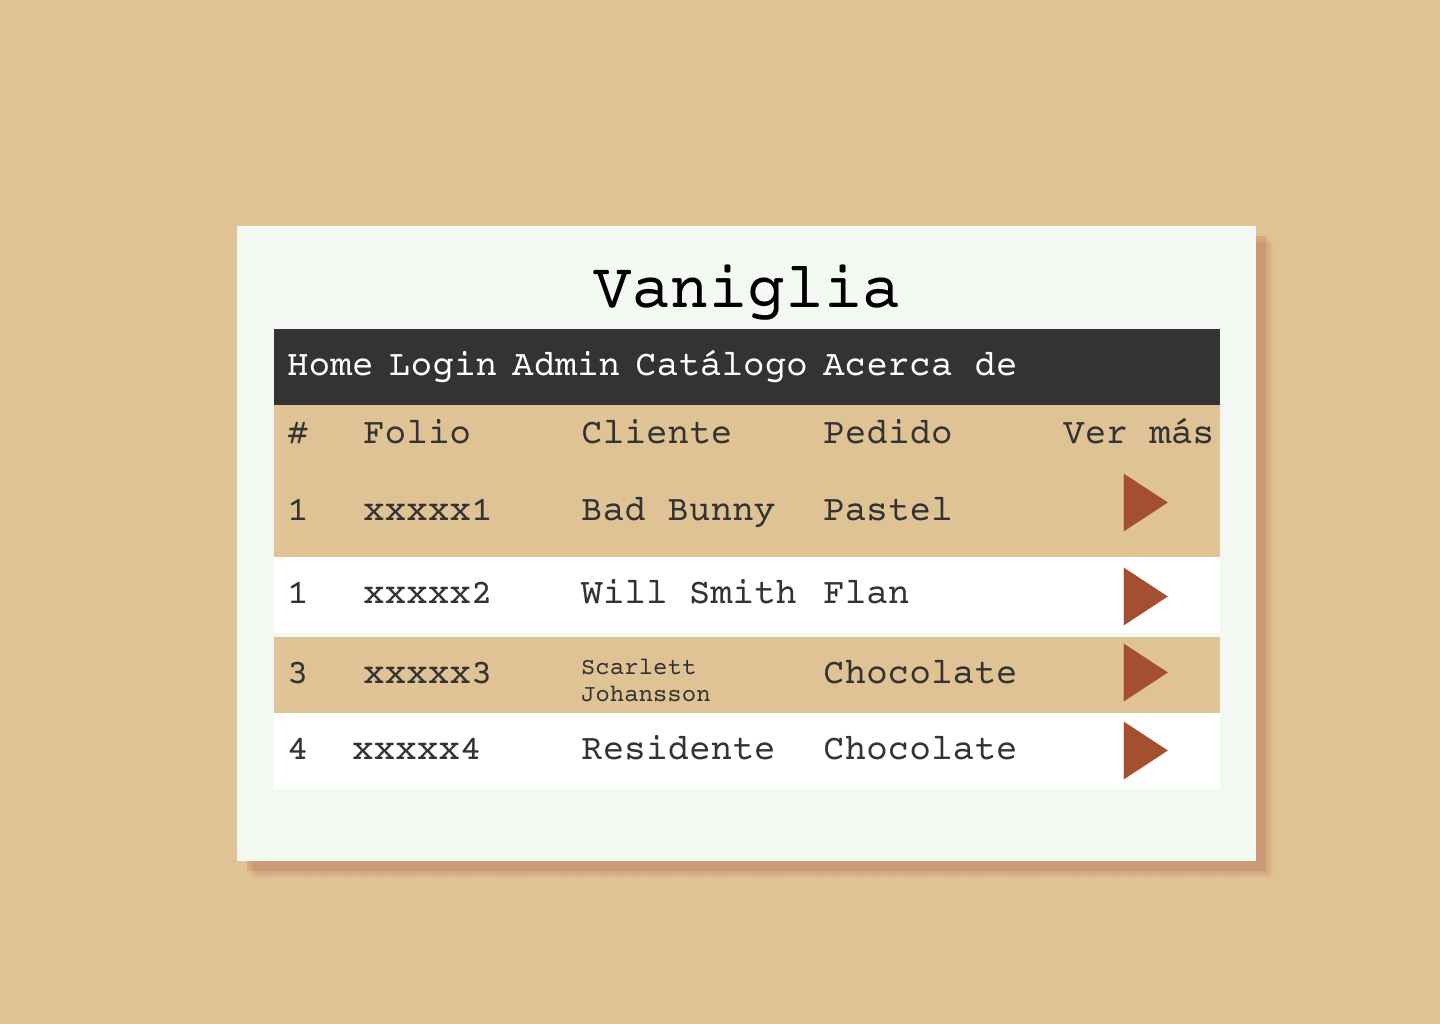 Vaniglia
Home Login Admin Catálogo Acerca de
# Folio Cliente Pedido Ver más
1 xxxxx1 Bad Bunny Pastel
1 xxxxx2 Will Smith Flan
3 xxxxx3 Scarlett Johansson Chocolate
4 xxxxx4 Residente Chocolate